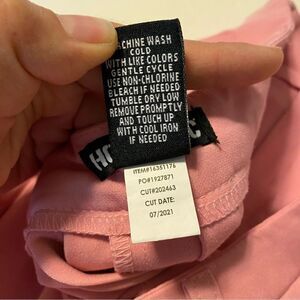 MACHINE WASH
COLD
WITH LIKE COLORS
GENTLE CYCLE
USE NON-CHLORINE
BLEACH IF NEEDED
TUMBLE DRY LOW
REMOVE PROMPTLY
AND TOUCH UP
WITH COOL IRON
IF NEEDED
ITEM#16351176
PO#1927871
CUT#202463
CUT DATE:
07/2021